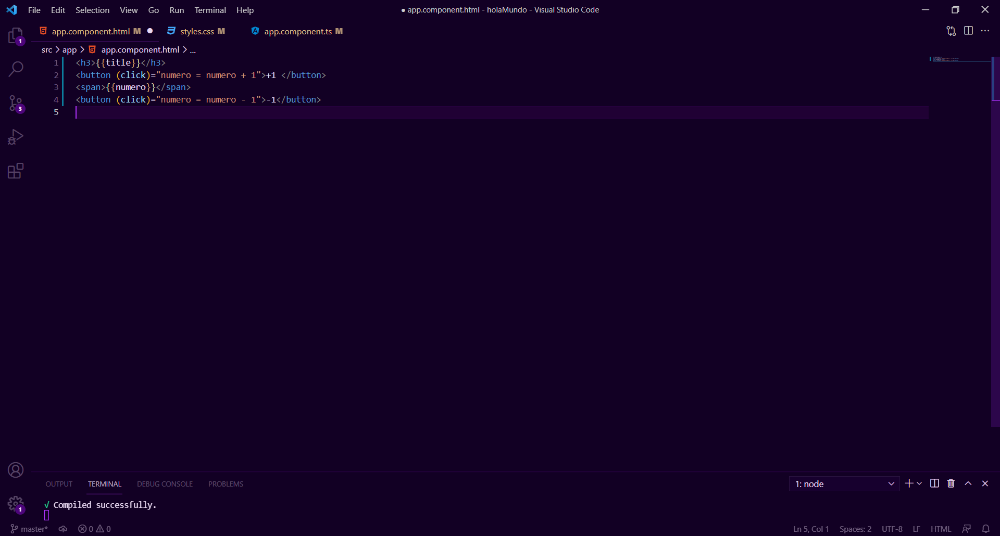 File Edit Selection View Go Run Terminal Help ● app.component.html - holaMundo - Visual Studio Code
app.component.html M ● styles.css M app.component.ts M
1
src > app > app.component.html > ...
1 <h3>{{title}}</h3>
2 <button (click)="numero = numero + 1">+1 </button>
3 <span>{{numero}}</span>
4 <button (click)="numero = numero - 1">-1</button>
5
3
OUTPUT TERMINAL DEBUG CONSOLE PROBLEMS 1: node
√ Compiled successfully.
1
master* 0 0 Ln 5, Col 1 Spaces: 2 UTF-8 LF HTML